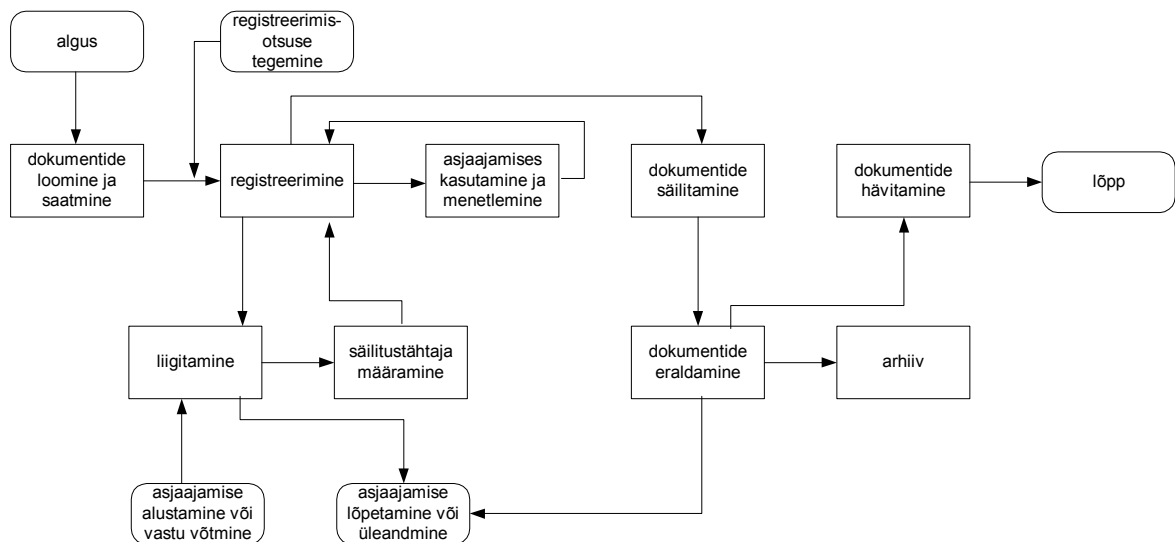 algus
registreerimis-
otsuse
tegemine
dokumentide
loomine ja
saatmine
registreerimine
asjaajamises
kasutamine ja
menetlemine
dokumentide
säilitamine
dokumentide
hävitamine
lõpp
liigitamine
säilitustähtaja
määramine
dokumentide
eraldamine
arhiiv
asjaajamise
alustamine või
vastu võtmine
asjaajamise
lõpetamine või
üleandmine